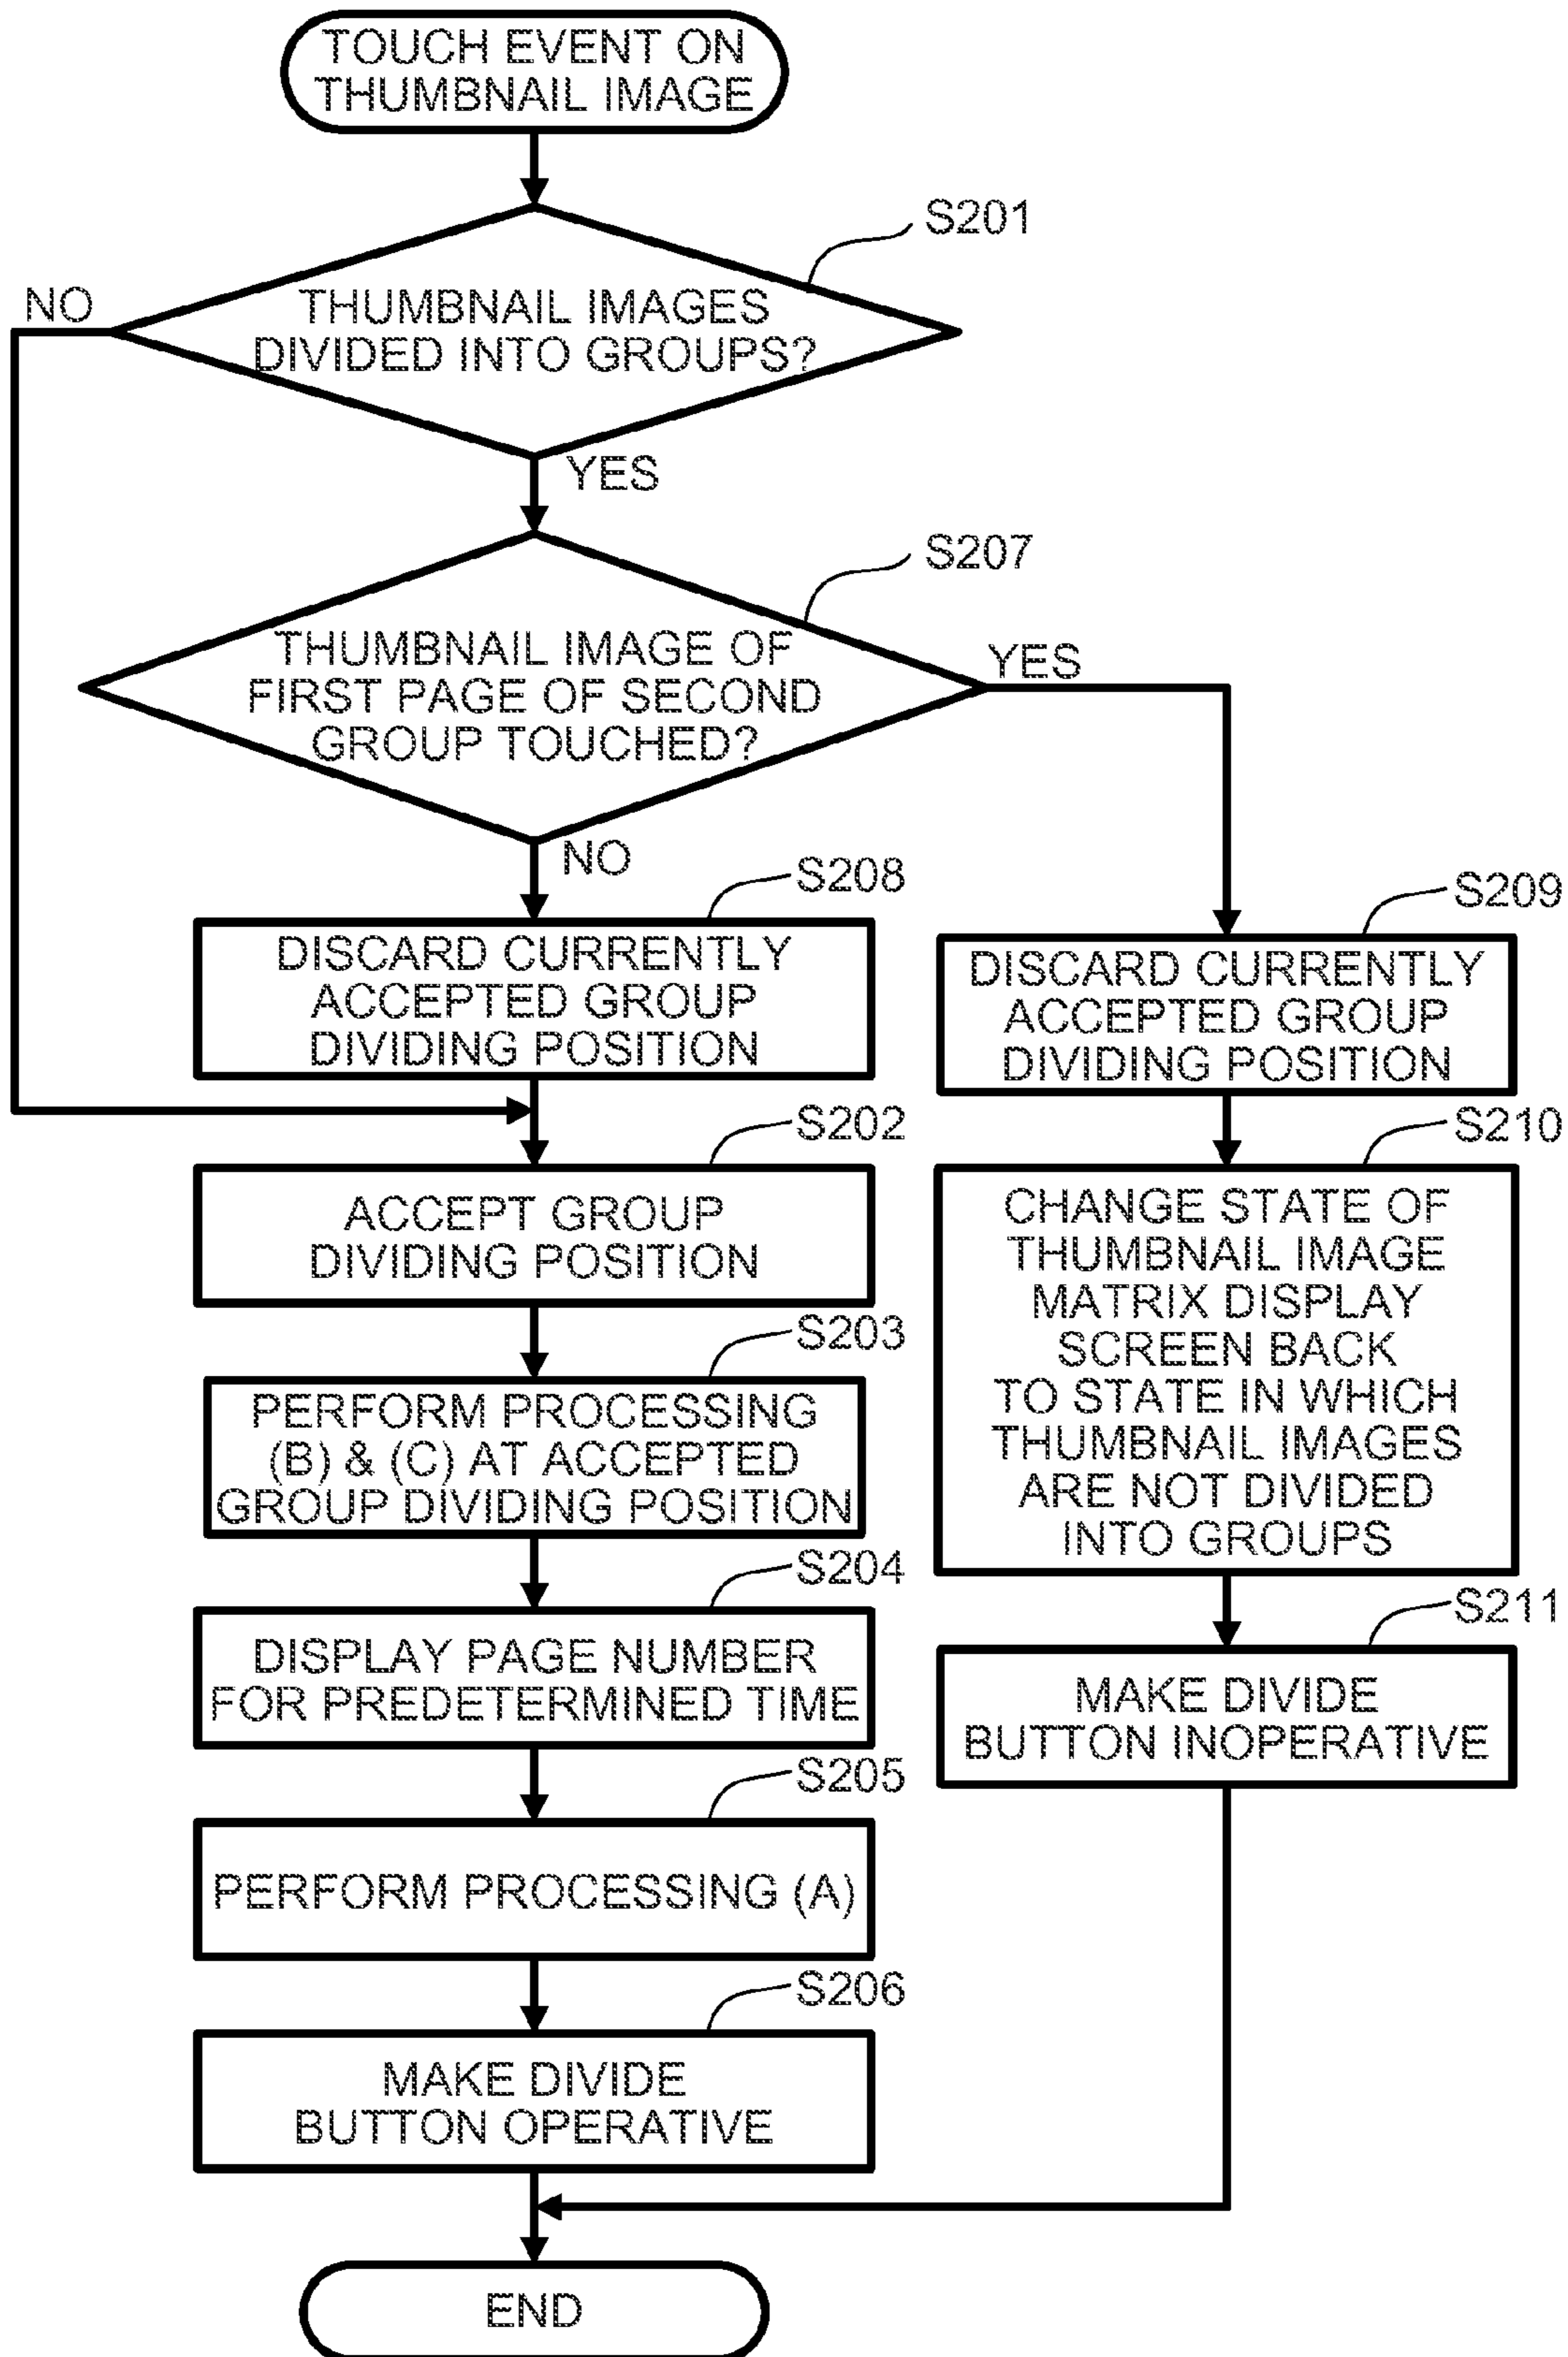 TOUCH EVENT ON
THUMBNAIL IMAGE
S201
NO
THUMBNAIL IMAGES
DIVIDED INTO GROUPS?
YES
S207
THUMBNAIL IMAGE OF
FIRST PAGE OF SECOND
GROUP TOUCHED?
YES
NO
S208
DISCARD CURRENTLY
ACCEPTED GROUP
DIVIDING POSITION
S209
DISCARD CURRENTLY
ACCEPTED GROUP
DIVIDING POSITION
S202
ACCEPT GROUP
DIVIDING POSITION
S210
CHANGE STATE OF
THUMBNAIL IMAGE
MATRIX DISPLAY
SCREEN BACK
TO STATE IN WHICH
THUMBNAIL IMAGES
ARE NOT DIVIDED
INTO GROUPS
S203
PERFORM PROCESSING
(B) & (C) AT ACCEPTED
GROUP DIVIDING POSITION
S204
DISPLAY PAGE NUMBER
FOR PREDETERMINED TIME
S211
MAKE DIVIDE
BUTTON INOPERATIVE
S205
PERFORM PROCESSING (A)
S206
MAKE DIVIDE
BUTTON OPERATIVE
END